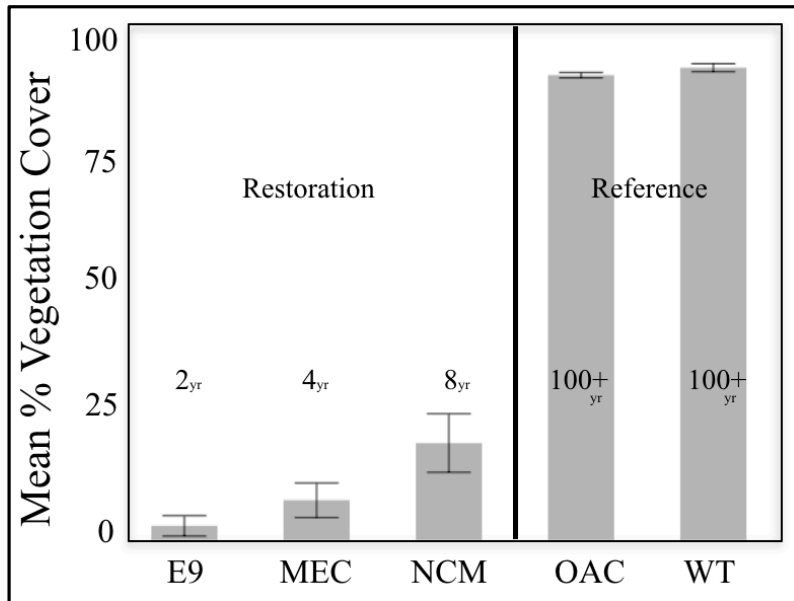 Mean % Vegetation Cover
100
75
50
25
0
Restoration
Reference
2yr
4yr
8yr
100+
yr
100+
yr
E9
MEC
NCM
OAC
WT